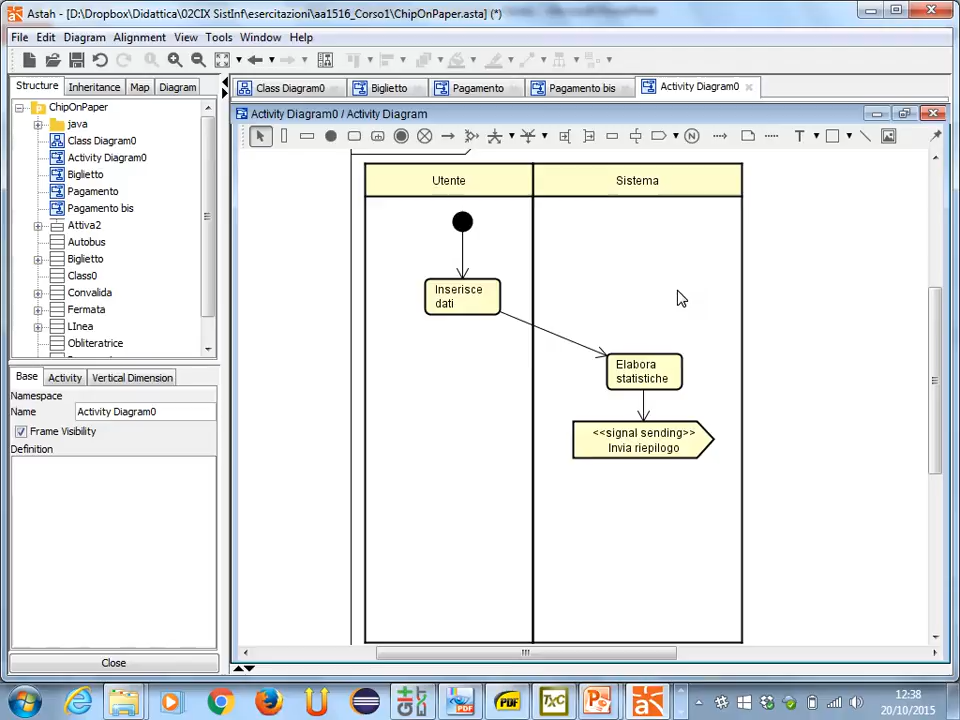 Astah - [D:\Dropbox\Didattica\02CIX SistInf\esercitazioni\aa1516_Corso1\ChipOnPaper.asta] (*)
File Edit Diagram Alignment View Tools Window Help
Structure Inheritance Map Diagram
Class Diagram0 Biglietto Pagamento Pagamento bis Activity Diagram0
ChipOnPaper
java
Class Diagram0
Activity Diagram0
Biglietto
Pagamento
Pagamento bis
Attiva2
Autobus
Biglietto
Class0
Convalida
Fermata
LInea
Obliteratrice
Base Activity Vertical Dimension
Namespace
Name Activity Diagram0
Frame Visibility
Definition
Close
Activity Diagram0 / Activity Diagram
N
T
Utente Sistema
Inserisce
dati
Elabora
statistiche
<<signal sending>>
Invia riepilogo
PDF
PDF
TXC
12:38
20/10/2015